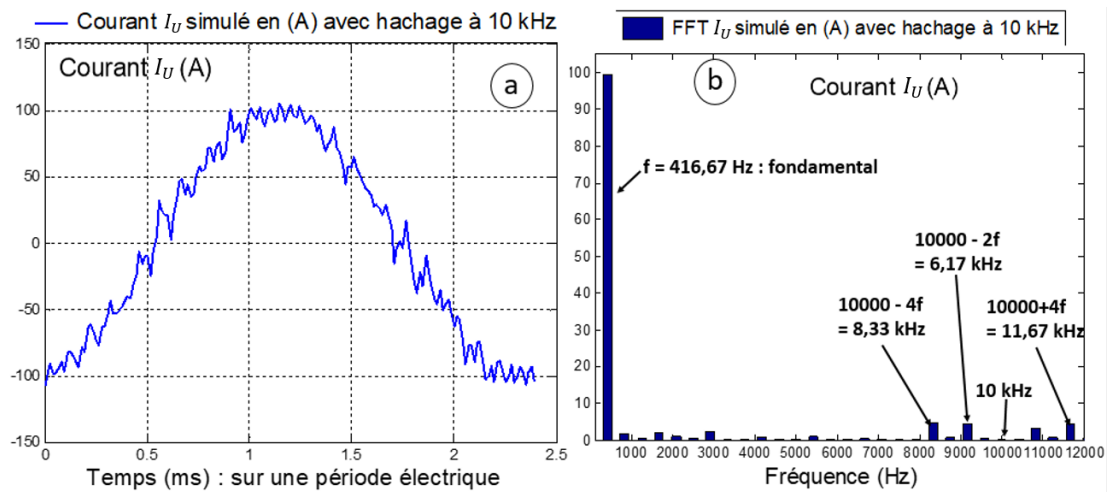 Courant I_U simulé en (A) avec hachage à 10 kHz
150
Courant I_U (A)
a
100
50
0
-50
-100
-150
0 0.5 1 1.5 2 2.5
Temps (ms) : sur une période électrique
FFT I_U simulé en (A) avec hachage à 10 kHz
100
b
Courant I_U (A)
90
80
70
f = 416,67 Hz : fondamental
60
10000 - 2f
= 6,17 kHz
50
10000 - 4f
= 8,33 kHz
10000+4f
= 11,67 kHz
40
30
20
10 kHz
10
0
1000 2000 3000 4000 5000 6000 7000 8000 9000 10000 11000 12000
Fréquence (Hz)